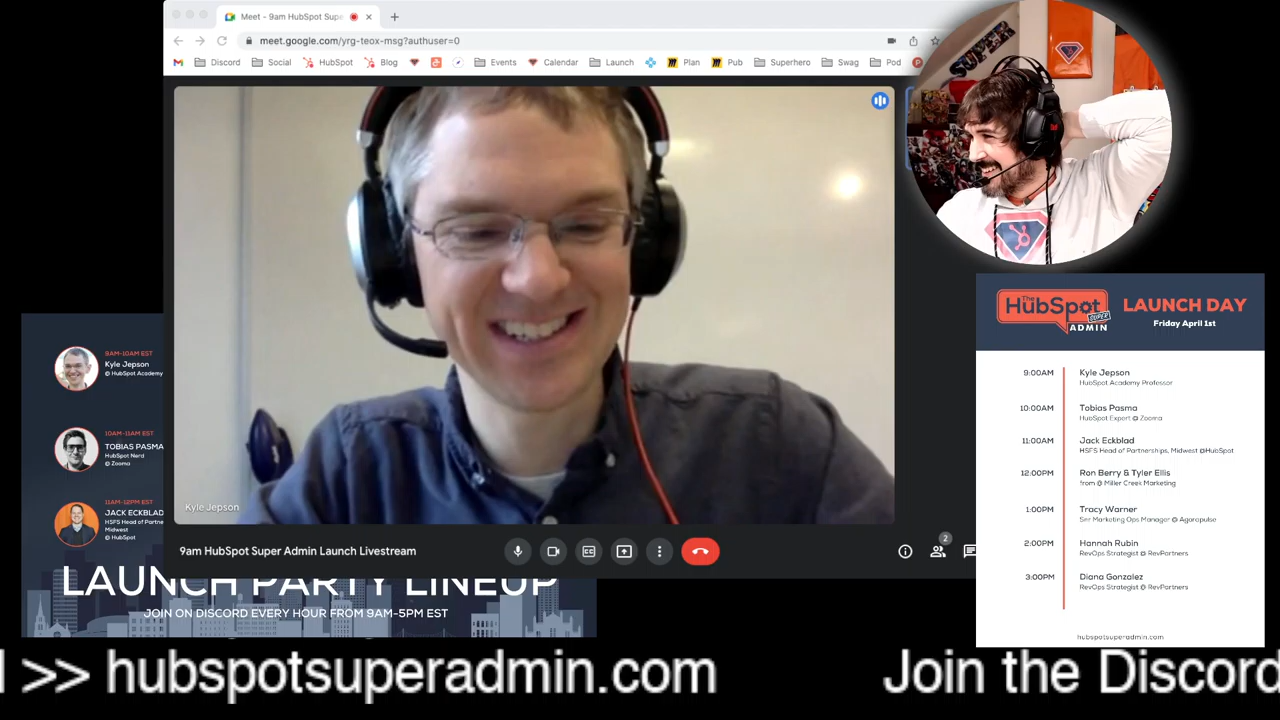 Meet - 9am HubSpot Supe
meet.google.com/yrg-teox-msg?authuser=0
Discord
Social
HubSpot
Blog
Events
Calendar
Launch
Plan
Pub
Superhero
Swag
Pod
SUPER
Kyle Jepson
9am HubSpot Super Admin Launch Livestream
CC
2
9AM-10AM EST
Kyle Jepson
@ HubSpot Academy
10AM-11AM EST
TOBIAS PASMA
HubSpot Nerd
@ Zooma
11AM-12PM EST
JACK ECKBLAD
HSFS Head of Partne
Midwest
@ HubSpot
LAUNCH PARTY LINEUP
JOIN ON DISCORD EVERY HOUR FROM 9AM-5PM EST
The
HubSpot
SUPER
ADMIN
LAUNCH DAY
Friday April 1st
9:00AM Kyle Jepson
HubSpot Academy Professor
10:00AM Tobias Pasma
HubSpot Expert @ Zooma
11:00AM Jack Eckblad
HSFS Head of Partnerships, Midwest @HubSpot
12:00PM Ron Berry & Tyler Ellis
from @ Miller Creek Marketing
1:00PM Tracy Warner
Snr Marketing Ops Manager @ Agorapulse
2:00PM Hannah Rubin
RevOps Strategist @ RevPartners
3:00PM Diana Gonzalez
RevOps Strategist @ RevPartners
hubspotsuperadmin.com
>> hubspotsuperadmin.com Join the Discord